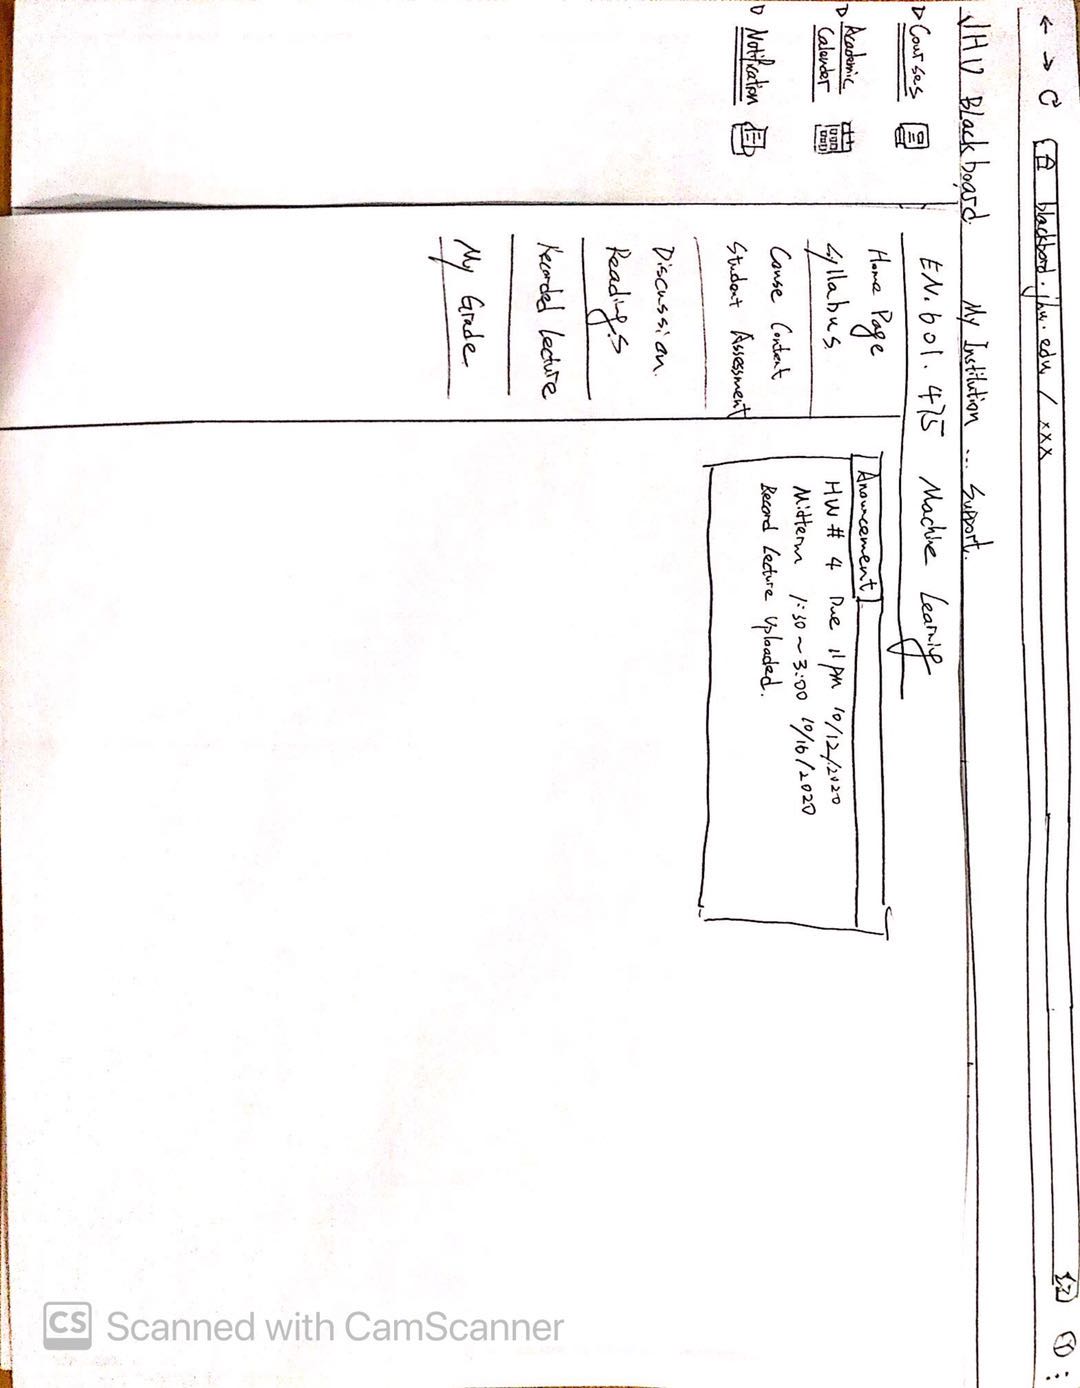 blackbord.jhu.edu/xxx
JHU Blackboard My Institution ... Support.
Courses
Academic
Calender
Notification
EN.601.475 Machine Learning
Home Page
Syllabus
Course Content
Student Assessment
Discussion.
Readings
Recorded Lecture
My Grade
Anouncement
HW # 4 Due 11pm 10/12/2020
Midterm 1:30~3:00 10/16/2020
Record Lecture Uploaded.
CS Scanned with CamScanner